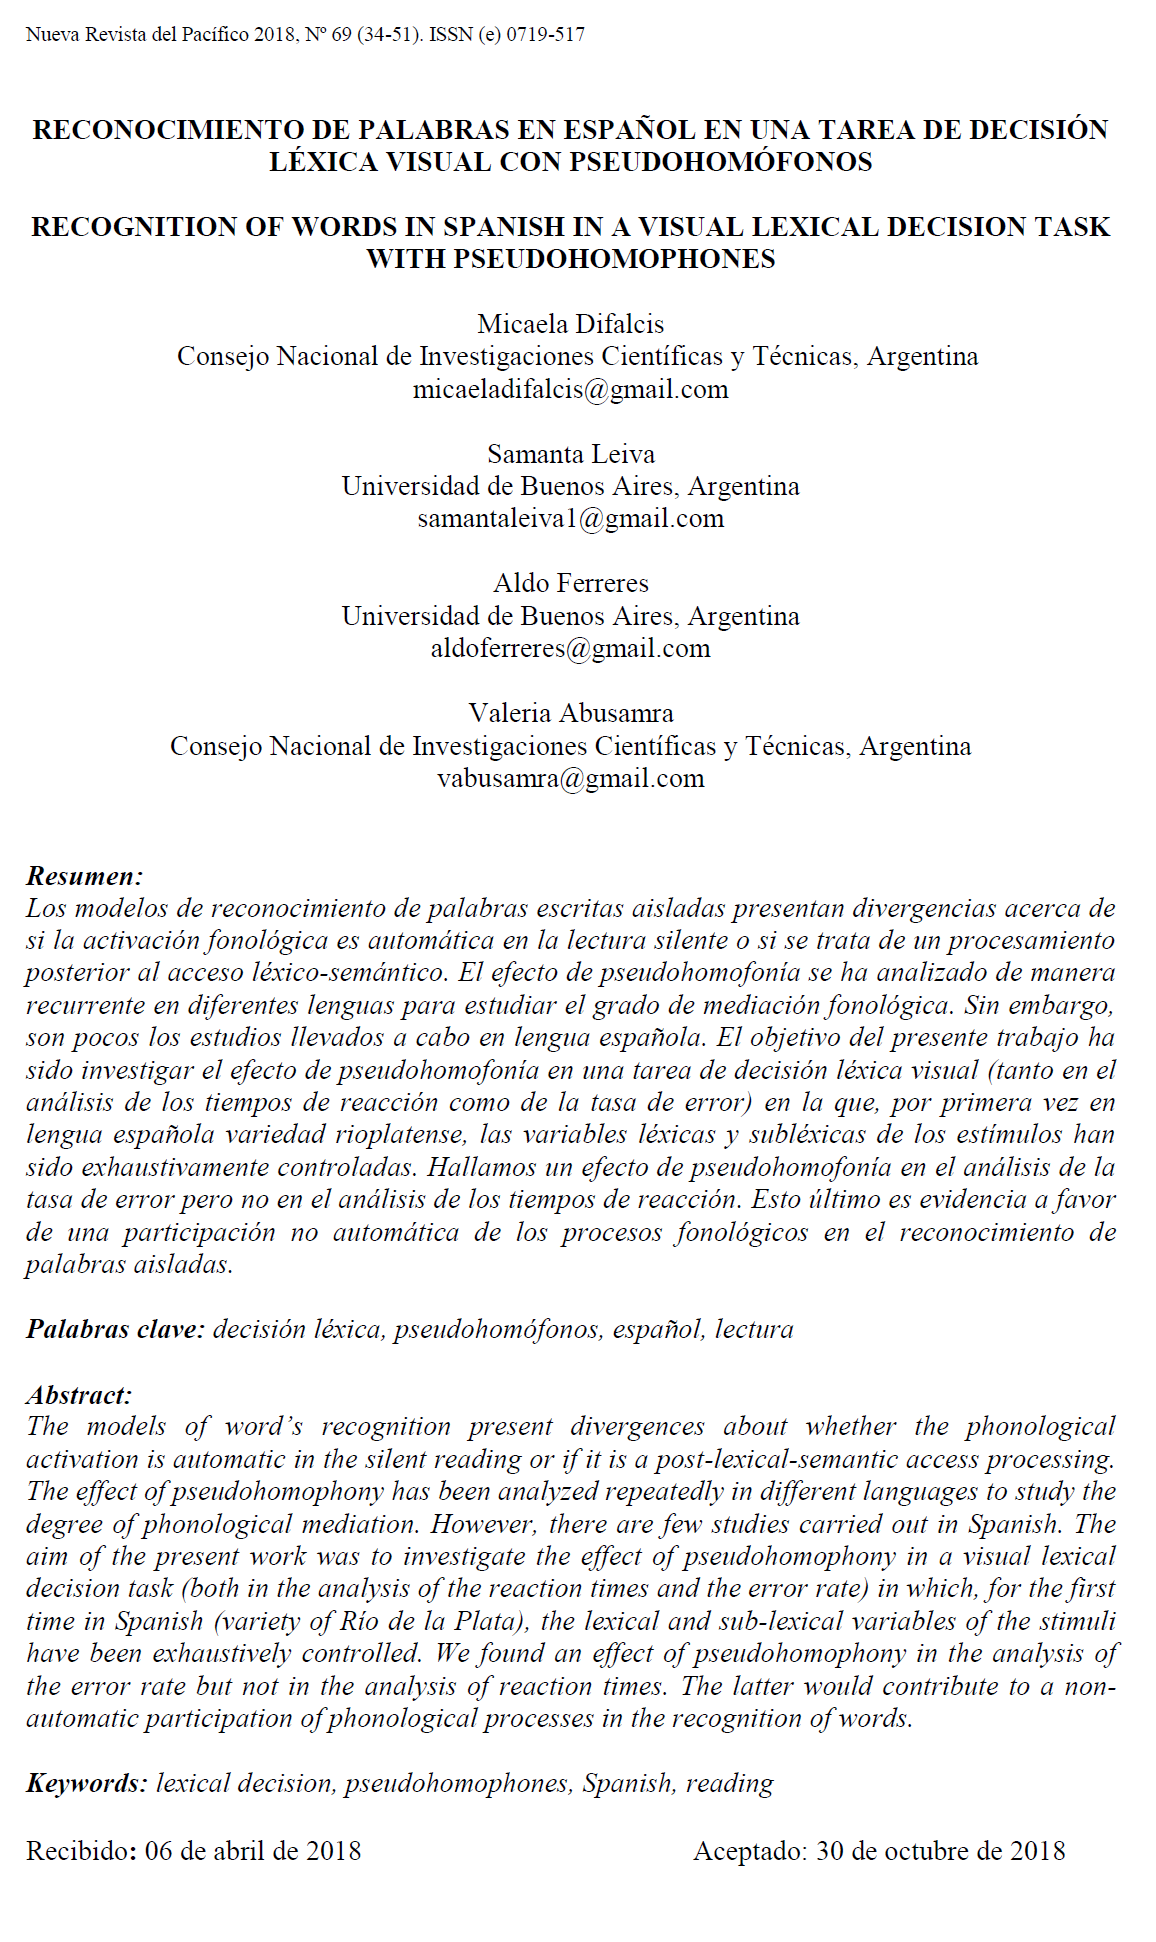 Nueva Revista del Pacífico 2018, Nº 69 (34-51). ISSN (e) 0719-517
RECONOCIMIENTO DE PALABRAS EN ESPAÑOL EN UNA TAREA DE DECISIÓN
LÉXICA VISUAL CON PSEUDOHOMÓFONOS
RECOGNITION OF WORDS IN SPANISH IN A VISUAL LEXICAL DECISION TASK
WITH PSEUDOHOMOPHONES
Micaela Difalcis
Consejo Nacional de Investigaciones Científicas y Técnicas, Argentina
micaeladifalcis@gmail.com
Samanta Leiva
Universidad de Buenos Aires, Argentina
samantaleiva1@gmail.com
Aldo Ferreres
Universidad de Buenos Aires, Argentina
aldoferreres@gmail.com
Valeria Abusamra
Consejo Nacional de Investigaciones Científicas y Técnicas, Argentina
vabusamra@gmail.com
Resumen:
Los modelos de reconocimiento de palabras escritas aisladas presentan divergencias acerca de
si la activación fonológica es automática en la lectura silente o si se trata de un procesamiento
posterior al acceso léxico-semántico. El efecto de pseudohomofonía se ha analizado de manera
recurrente en diferentes lenguas para estudiar el grado de mediación fonológica. Sin embargo,
son pocos los estudios llevados a cabo en lengua española. El objetivo del presente trabajo ha
sido investigar el efecto de pseudohomofonía en una tarea de decisión léxica visual (tanto en el
análisis de los tiempos de reacción como de la tasa de error) en la que, por primera vez en
lengua española variedad rioplatense, las variables léxicas y subléxicas de los estímulos han
sido exhaustivamente controladas. Hallamos un efecto de pseudohomofonía en el análisis de la
tasa de error pero no en el análisis de los tiempos de reacción. Esto último es evidencia a favor
de una participación no automática de los procesos fonológicos en el reconocimiento de
palabras aisladas.
Palabras clave: decisión léxica, pseudohomófonos, español, lectura
Abstract:
The models of word’s recognition present divergences about whether the phonological
activation is automatic in the silent reading or if it is a post-lexical-semantic access processing.
The effect of pseudohomophony has been analyzed repeatedly in different languages to study the
degree of phonological mediation. However, there are few studies carried out in Spanish. The
aim of the present work was to investigate the effect of pseudohomophony in a visual lexical
decision task (both in the analysis of the reaction times and the error rate) in which, for the first
time in Spanish (variety of Río de la Plata), the lexical and sub-lexical variables of the stimuli
have been exhaustively controlled. We found an effect of pseudohomophony in the analysis of
the error rate but not in the analysis of reaction times. The latter would contribute to a non-
automatic participation of phonological processes in the recognition of words.
Keywords: lexical decision, pseudohomophones, Spanish, reading
Recibido: 06 de abril de 2018 Aceptado: 30 de octubre de 2018